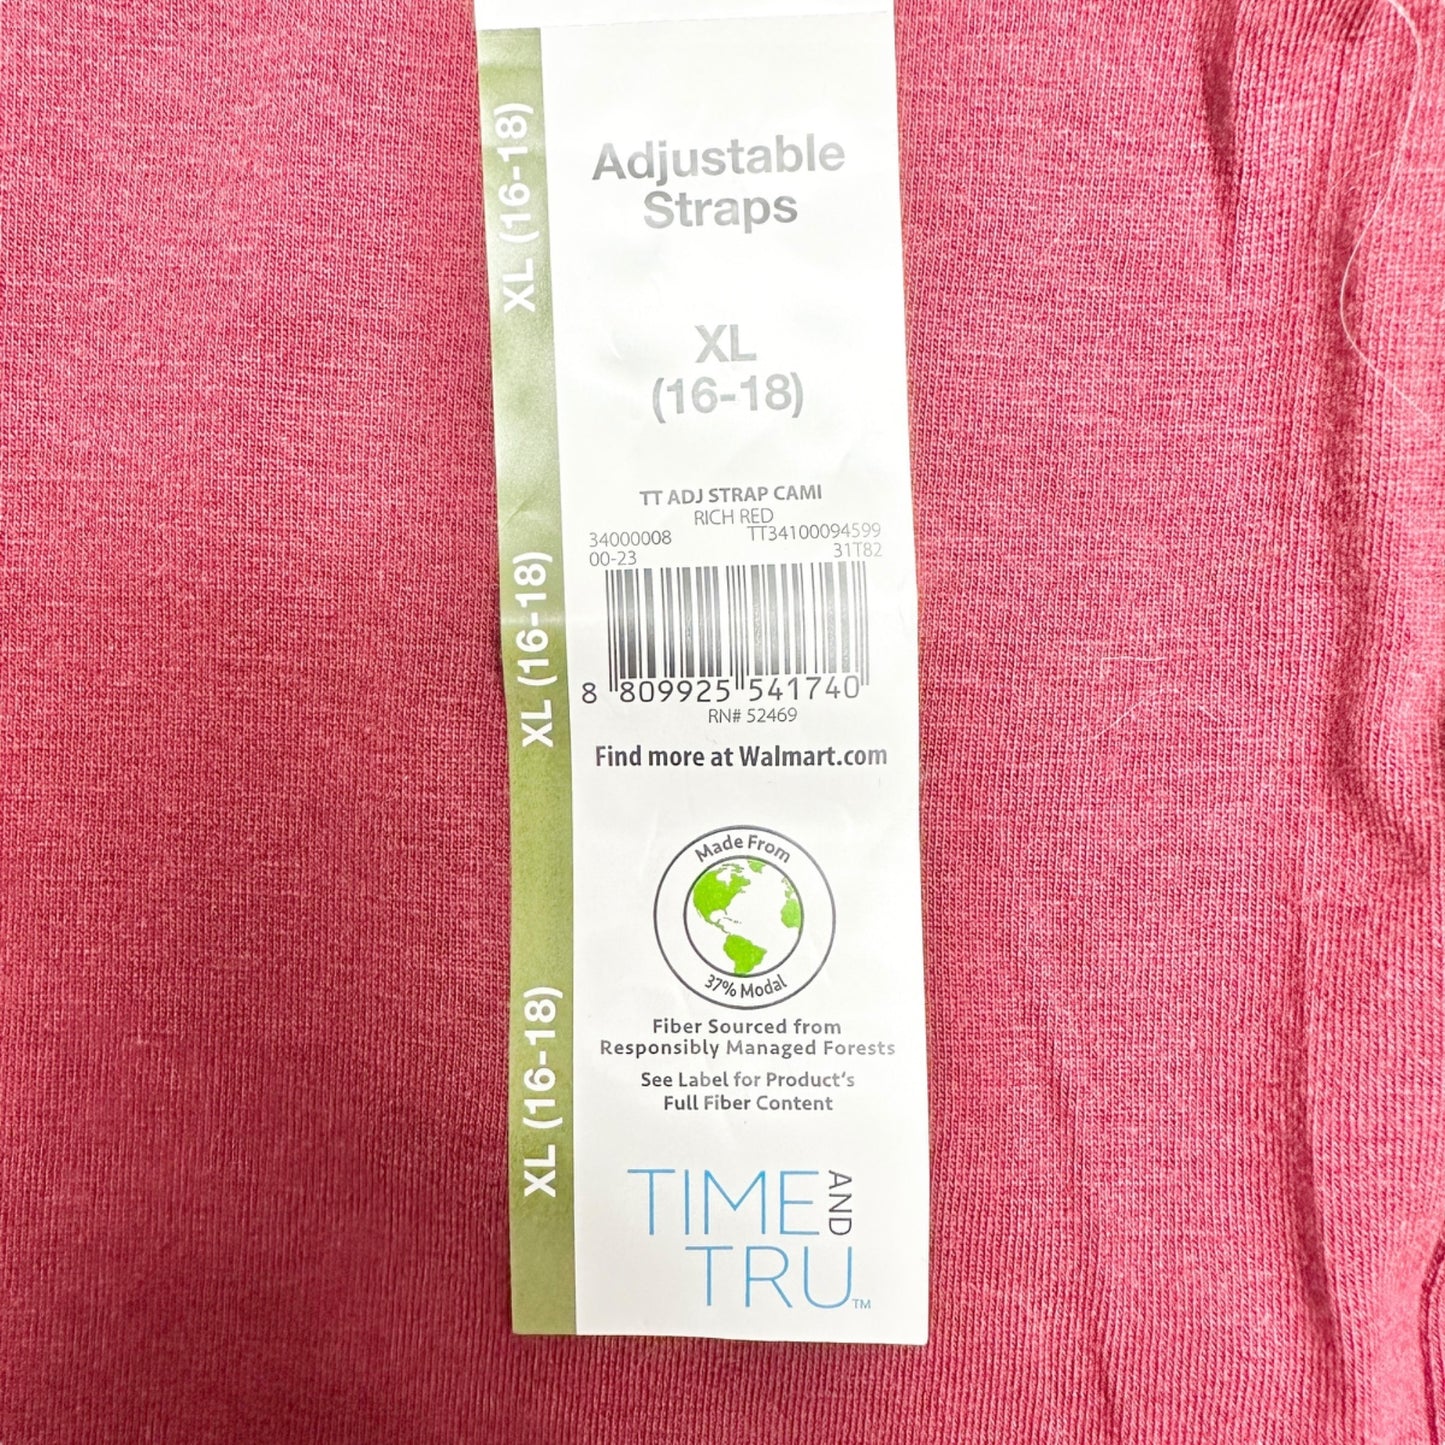 Adjustable
Straps
XL
(16-18)
TT ADJ STRAP CAMI
RICH RED
34000008 TT34100094599
00-23 31T82
8 809925 541740
RN# 52469
Find more at Walmart.com
Made From
37% Modal
Fiber Sourced from
Responsibly Managed Forests
See Label for Product's
Full Fiber Content
TIME AND
TRU™
XL (16-18)
XL (16-18)
XL (16-18)